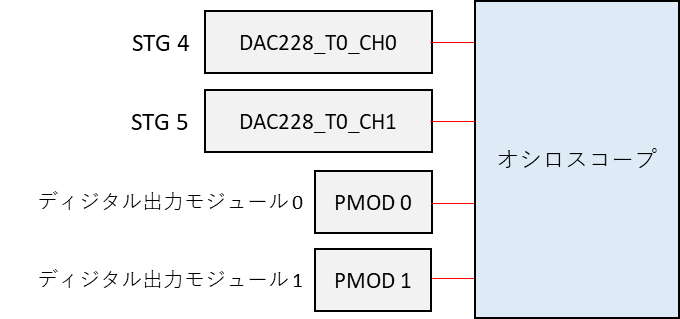 STG 4 DAC228_T0_CH0
STG 5 DAC228_T0_CH1
オシロスコープ
ディジタル出力モジュール0 PMOD 0
ディジタル出力モジュール1 PMOD 1